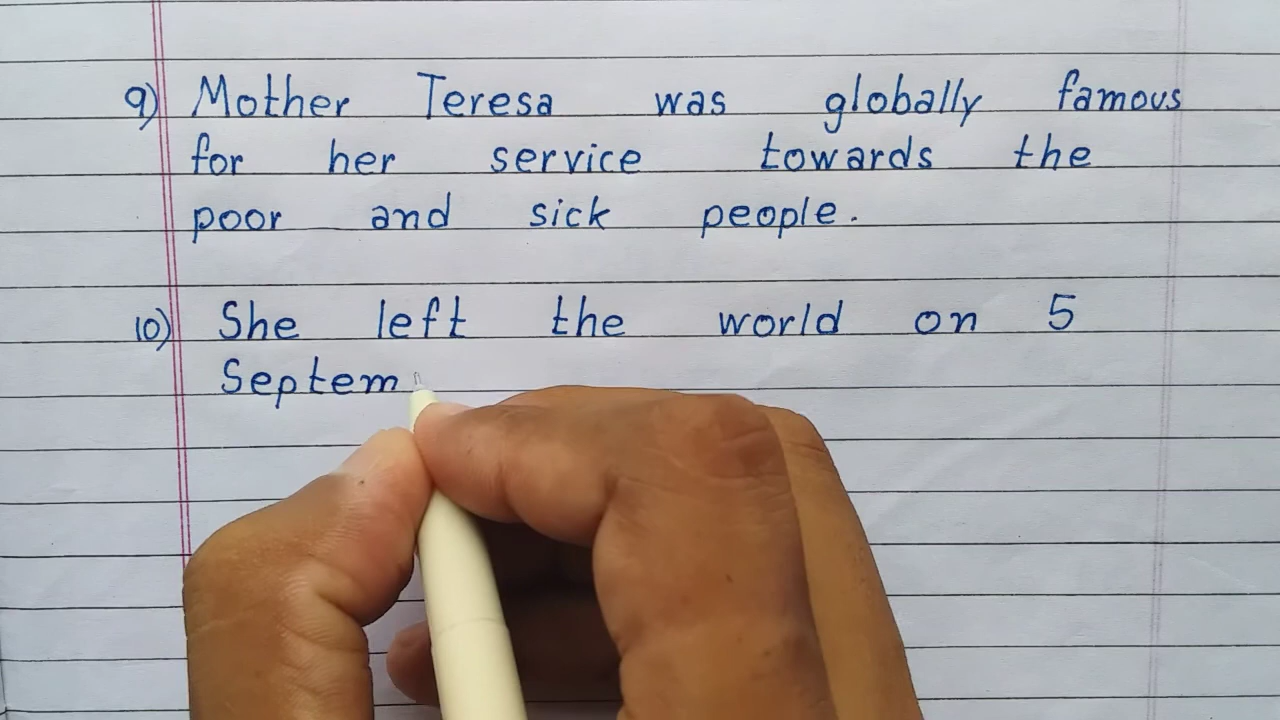 9) Mother Teresa was globally famous
for her service towards the
poor and sick people.
10) She left the world on 5
Septem